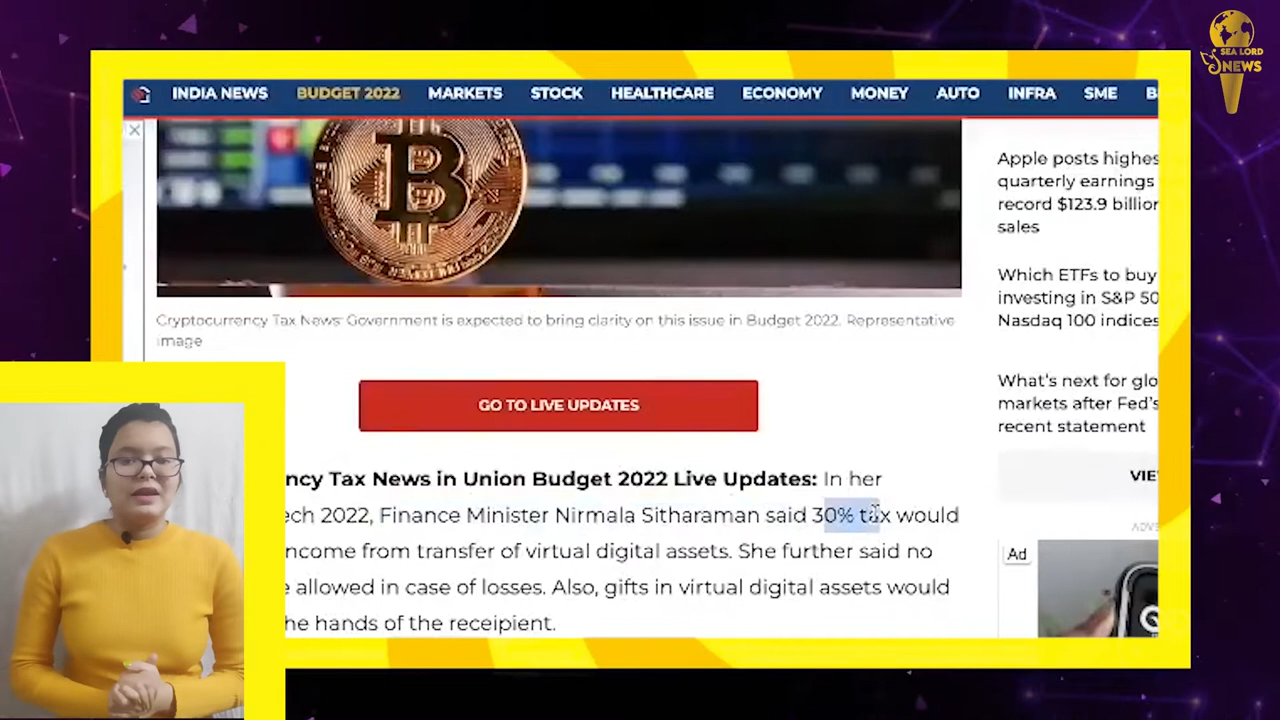 SEA LORD
NEWS
INDIA NEWS BUDGET 2022 MARKETS STOCK HEALTHCARE ECONOMY MONEY AUTO INFRA SME B
Cryptocurrency Tax News: Government is expected to bring clarity on this issue in Budget 2022. Representative
image
GO TO LIVE UPDATES
ncy Tax News in Union Budget 2022 Live Updates: In her
ech 2022, Finance Minister Nirmala Sitharaman said 30% tax would
income from transfer of virtual digital assets. She further said no
e allowed in case of losses. Also, gifts in virtual digital assets would
he hands of the receipient.
Apple posts highes
quarterly earnings
record $123.9 billior
sales
Which ETFs to buy
investing in S&P 50
Nasdaq 100 indices
What's next for glo
markets after Fed's
recent statement
VIE
ADVE
Ad